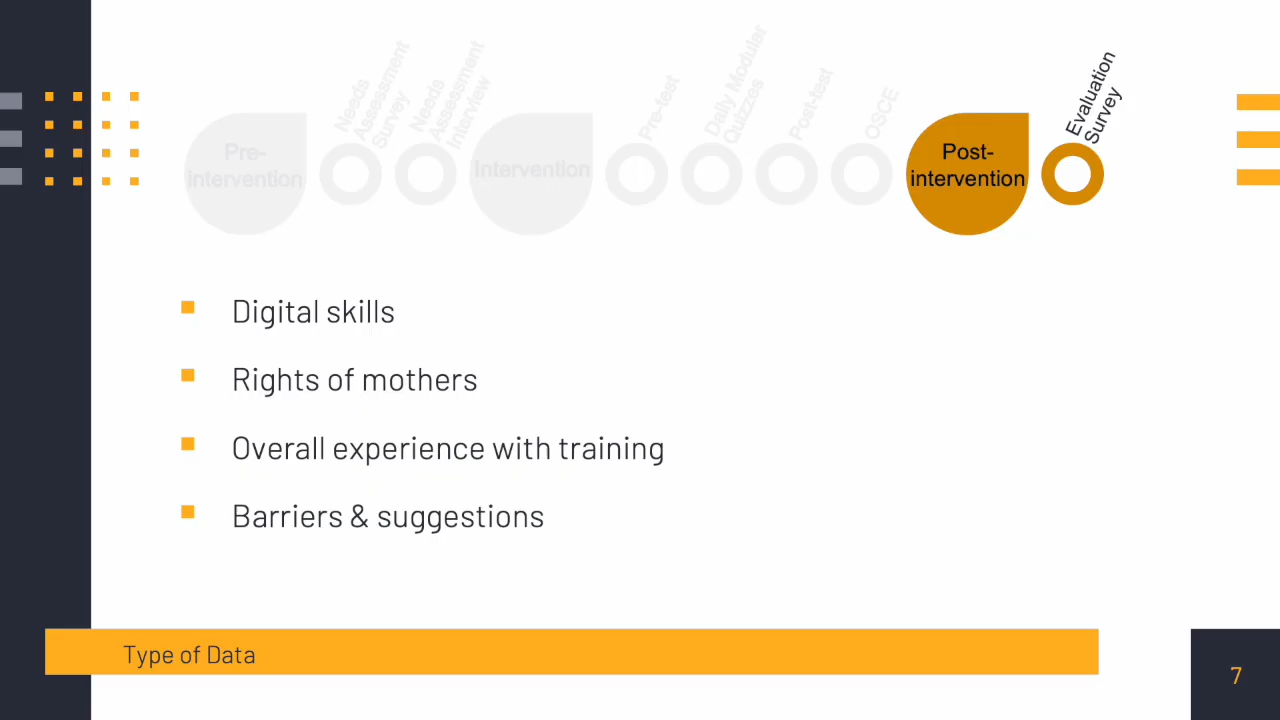 Pre-
intervention
Needs
Assessment
Survey
Needs
Assessment
Interview
Intervention
Pre-test
Daily Modular
Quizzes
Post-test
OSCE
Post-
intervention
Evaluation
Survey
Digital skills
Rights of mothers
Overall experience with training
Barriers & suggestions
Type of Data
7